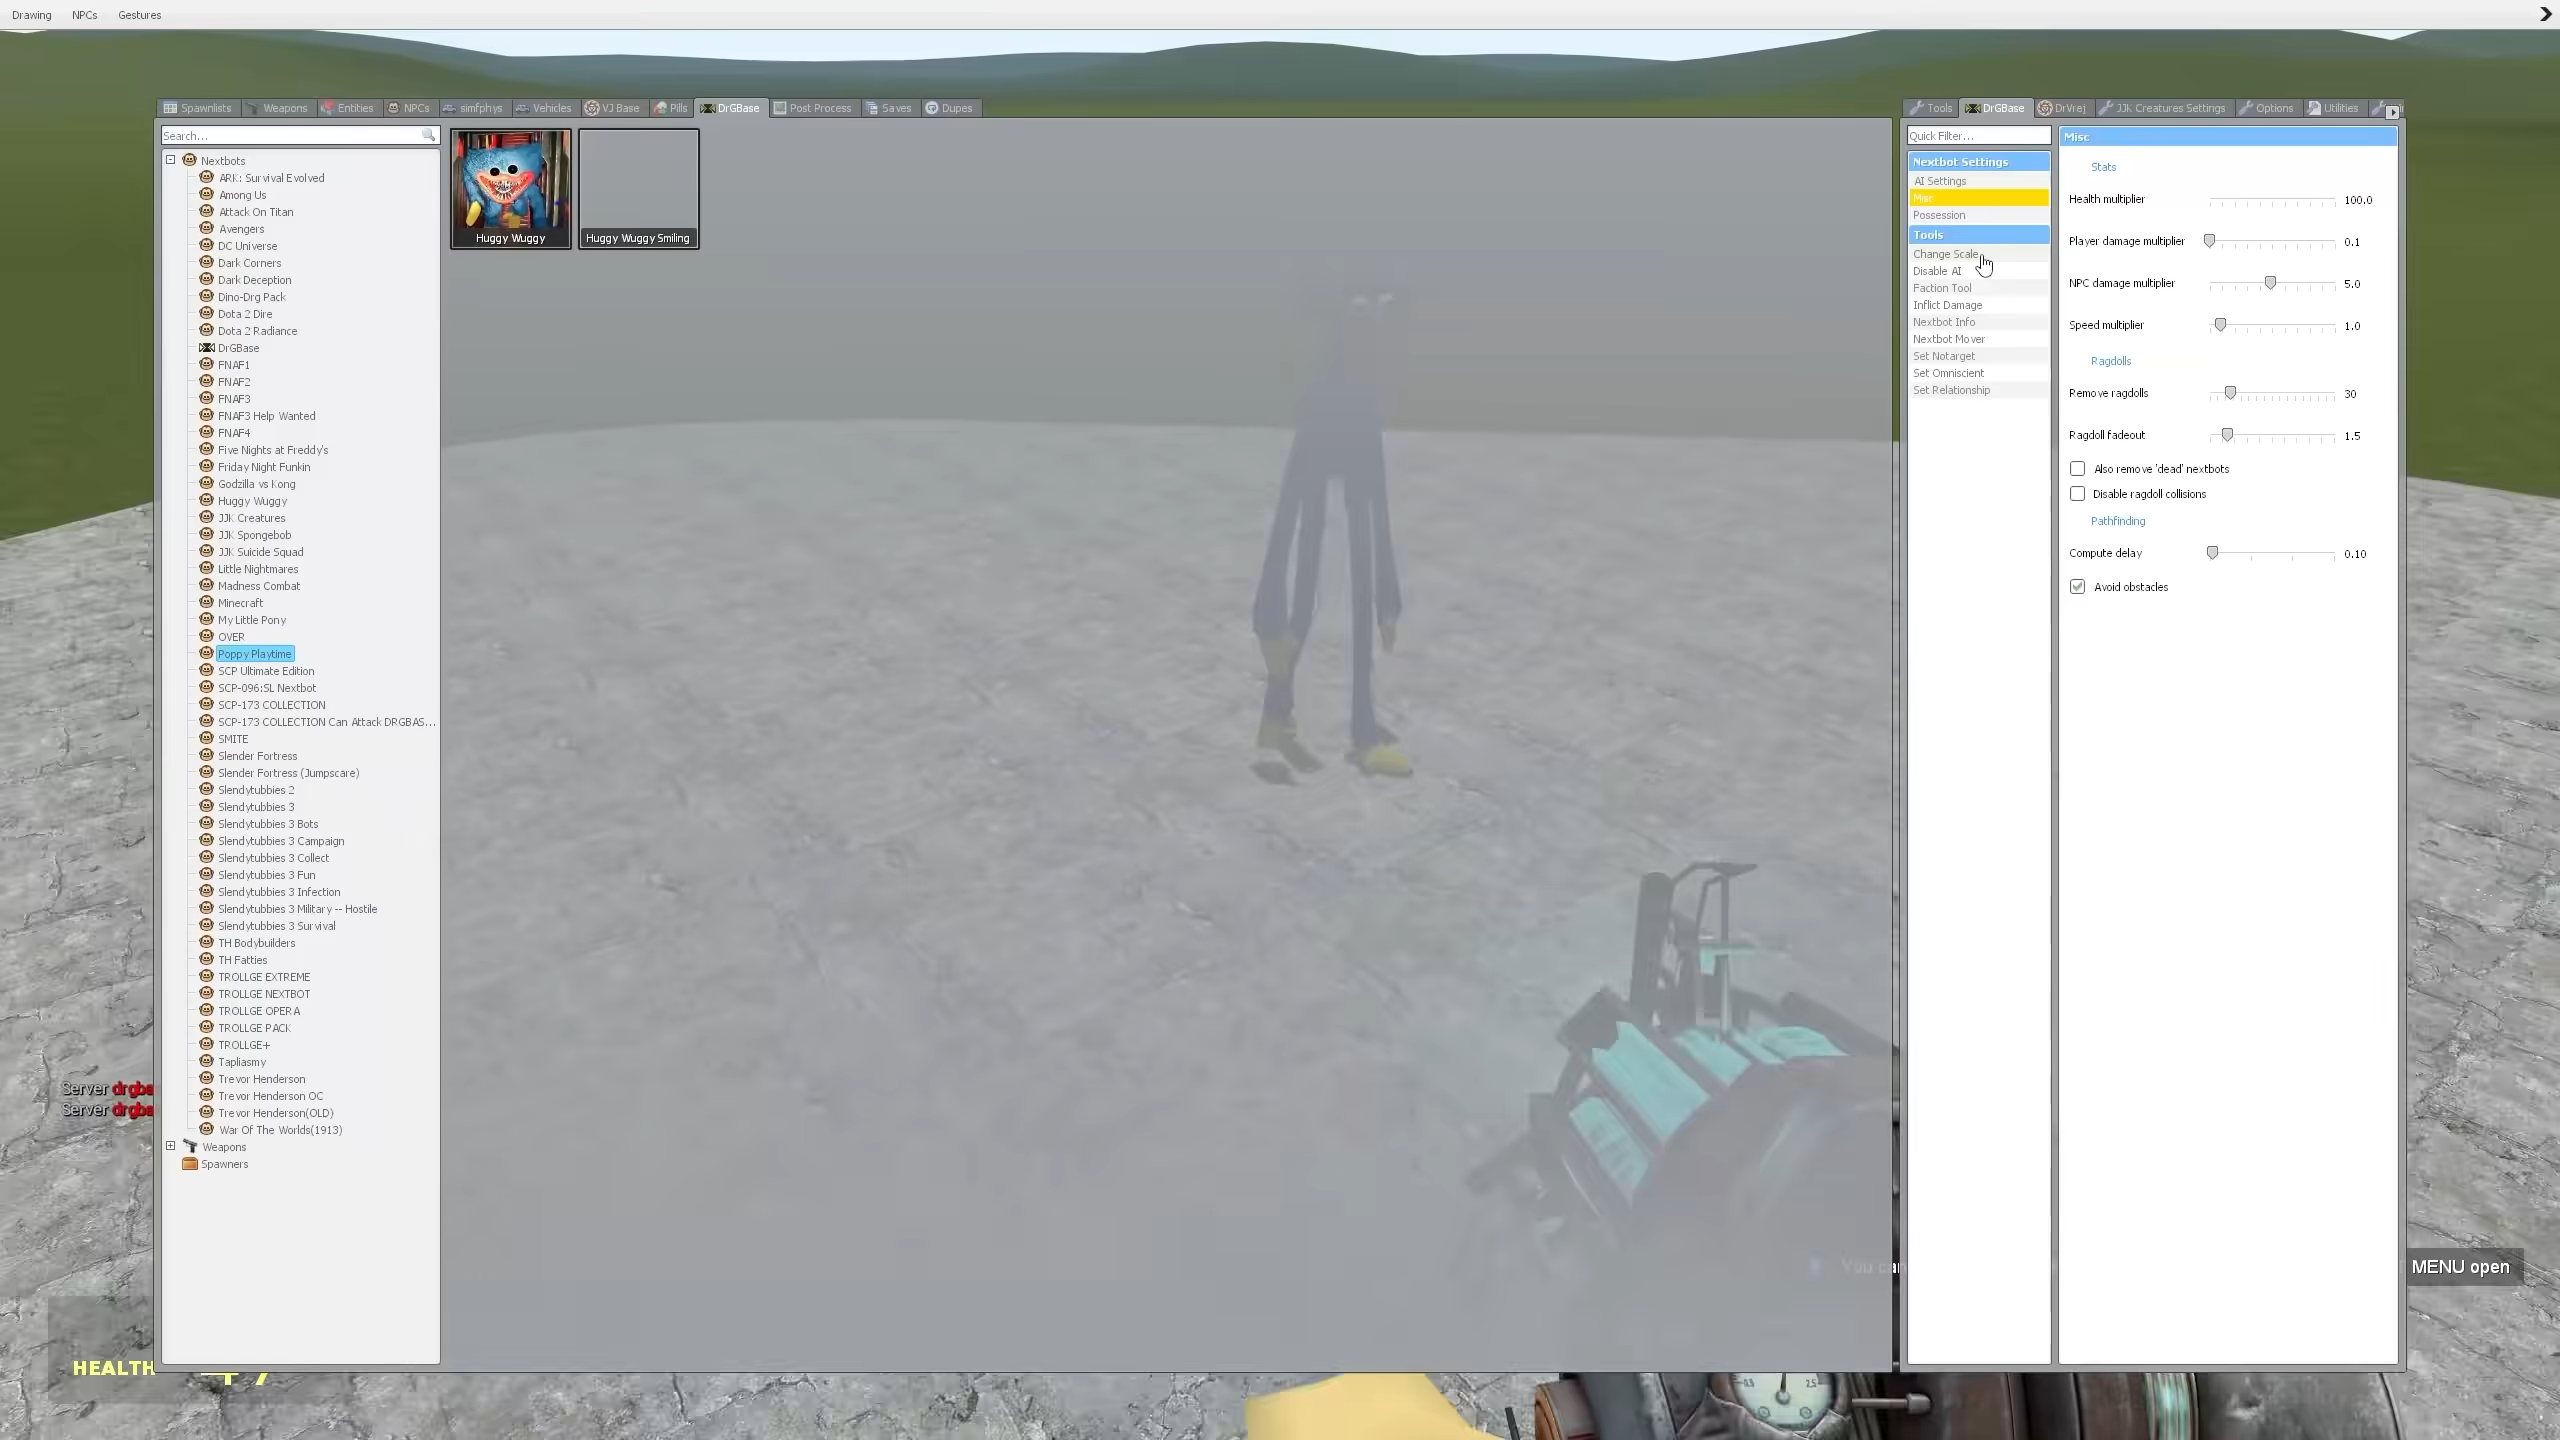 Drawing NPCs Gestures
Spawnlists Weapons Entities NPCs simfphys Vehicles VJ Base Pills DrGBase Post Process Saves Dupes
Search...
Nextbots
ARK: Survival Evolved
Among Us
Attack On Titan
Avengers
DC Universe
Dark Corners
Dark Deception
Dino-Drg Pack
Dota 2 Dire
Dota 2 Radiance
DrGBase
FNAF1
FNAF2
FNAF3
FNAF3 Help Wanted
FNAF4
Five Nights at Freddy's
Friday Night Funkin
Godzilla vs Kong
Huggy Wuggy
JJK Creatures
JJK Spongebob
JJK Suicide Squad
Little Nightmares
Madness Combat
Minecraft
My Little Pony
OVER
Poppy Playtime
SCP Ultimate Edition
SCP-096:SL Nextbot
SCP-173 COLLECTION
SCP-173 COLLECTION Can Attack DRGBAS...
SMITE
Slender Fortress
Slender Fortress (Jumpscare)
Slendytubbies 2
Slendytubbies 3
Slendytubbies 3 Bots
Slendytubbies 3 Campaign
Slendytubbies 3 Collect
Slendytubbies 3 Fun
Slendytubbies 3 Infection
Slendytubbies 3 Military -- Hostile
Slendytubbies 3 Survival
TH Bodybuilders
TH Fatties
TROLLGE EXTREME
TROLLGE NEXTBOT
TROLLGE OPERA
TROLLGE PACK
TROLLGE+
Tapliasmy
Trevor Henderson
Trevor Henderson OC
Trevor Henderson(OLD)
War Of The Worlds(1913)
Weapons
Spawners
Huggy Wuggy
Huggy Wuggy Smiling
Tools DrGBase DrVrej JJK Creatures Settings Options Utilities
Quick Filter...
Nextbot Settings
AI Settings
Misc
Possession
Tools
Change Scale
Disable AI
Faction Tool
Inflict Damage
Nextbot Info
Nextbot Mover
Set Notarget
Set Omniscient
Set Relationship
Misc
Stats
Health multiplier 100.0
Player damage multiplier 0.1
NPC damage multiplier 5.0
Speed multiplier 1.0
Ragdolls
Remove ragdolls 30
Ragdoll fadeout 1.5
Also remove 'dead' nextbots
Disable ragdoll collisions
Pathfinding
Compute delay 0.10
Avoid obstacles
Server drgba
Server drgba
You can
MENU open
HEALTH